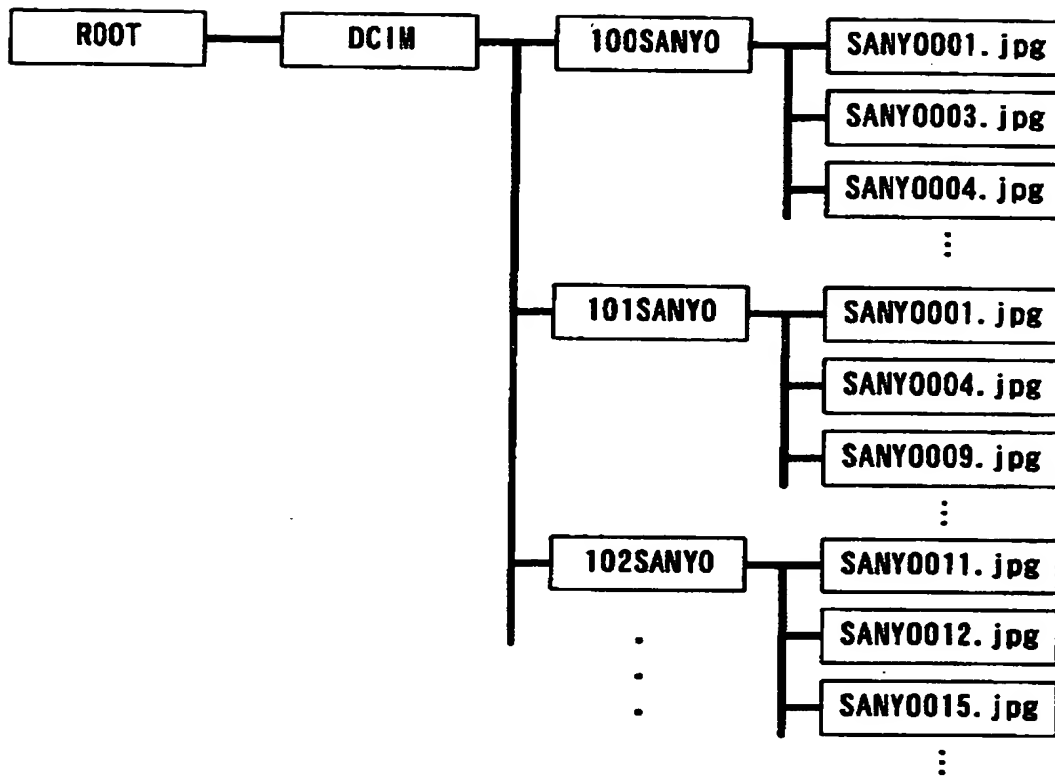 ROOT
DCIM
100SANYO
SANY0001.jpg
SANY0003.jpg
SANY0004.jpg
101SANYO
SANY0001.jpg
SANY0004.jpg
SANY0009.jpg
102SANYO
SANY0011.jpg
SANY0012.jpg
SANY0015.jpg